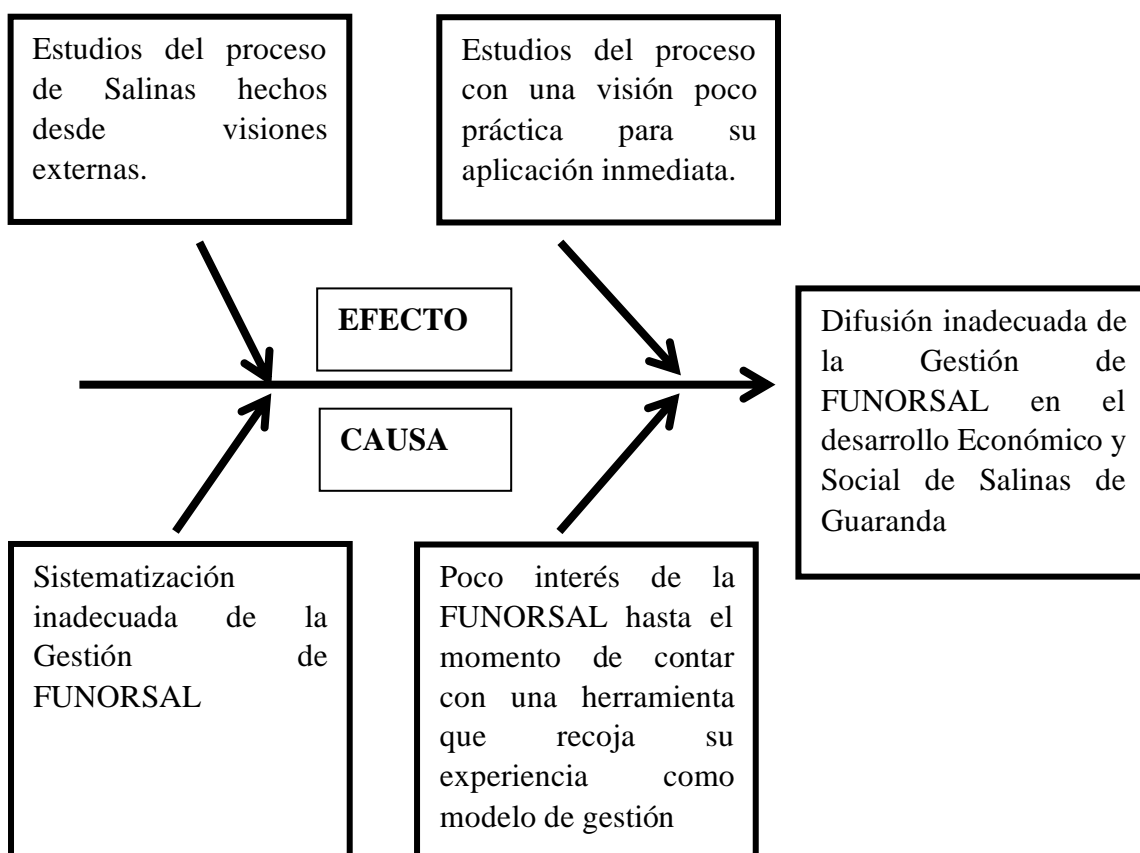 Estudios del proceso
de Salinas hechos
desde visiones
externas.
Estudios del proceso
con una visión poco
práctica para su
aplicación inmediata.
EFECTO
CAUSA
Difusión inadecuada de
la Gestión de
FUNORSAL en el
desarrollo Económico y
Social de Salinas de
Guaranda
Sistematización
inadecuada de la
Gestión de
FUNORSAL
Poco interés de la
FUNORSAL hasta el
momento de contar
con una herramienta
que recoja su
experiencia como
modelo de gestión